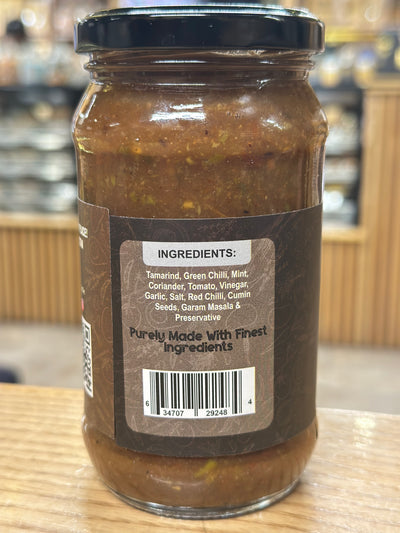 INGREDIENTS:
Tamarind, Green Chilli, Mint,
Coriander, Tomato, Vinegar,
Garlic, Salt, Red Chilli, Cumin
Seeds, Garam Masala &
Preservative
Purely Made With Finest
Ingredients
6 34707 29248 4